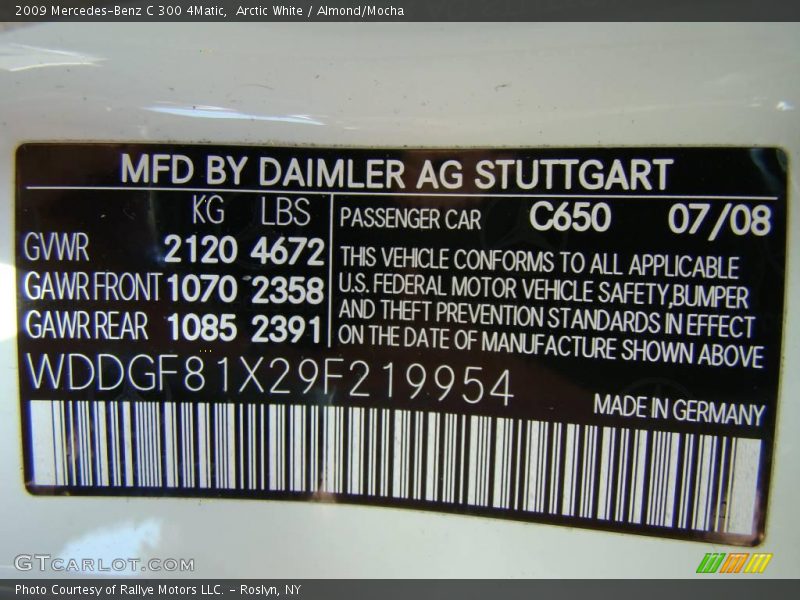 2009 Mercedes-Benz C 300 4Matic,  Arctic White / Almond/Mocha
MFD BY DAIMLER AG STUTTGART
KG LBS
GVWR 2120 4672
GAWR FRONT 1070 2358
GAWR REAR 1085 2391
PASSENGER CAR C650 07/08
THIS VEHICLE CONFORMS TO ALL APPLICABLE
U.S. FEDERAL MOTOR VEHICLE SAFETY,BUMPER
AND THEFT PREVENTION STANDARDS IN EFFECT
ON THE DATE OF MANUFACTURE SHOWN ABOVE
WDDGF81X29F219954
MADE IN GERMANY
GTCARLOT.COM
Photo Courtesy of Rallye Motors LLC. - Roslyn, NY